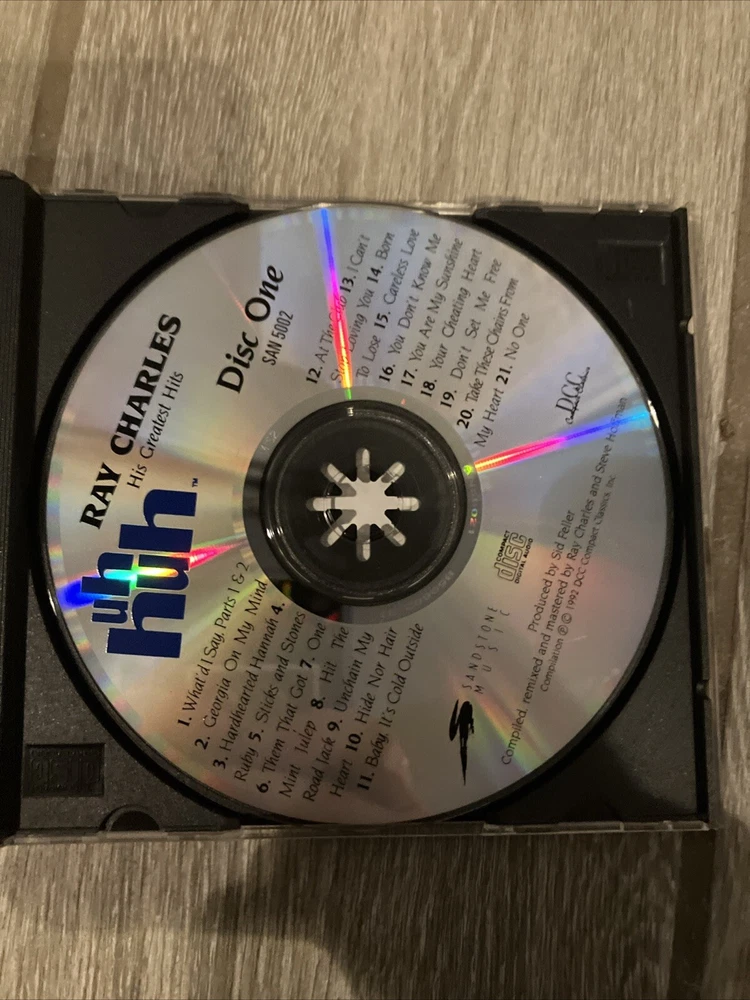 RAY CHARLES
His Greatest Hits
uh
huh™
Disc One
SAN 5002
1. What'd I Say, Parts 1 & 2
2. Georgia On My Mind
3. Hardhearted Hannah 4.
Ruby 5. Sticks and Stones
6. Them That Got 7. One
Mint Julep 8. Hit The
Road Jack 9. Unchain My
Heart 10. Hide Nor Hair
11. Baby, It's Cold Outside
12. At The Club 13. I Can't
Stop Loving You 14. Born
To Lose 15. Careless Love
16. You Don't Know Me
17. You Are My Sunshine
18. Your Cheating Heart
19. Don't Set Me Free
20. Take These Chains From
My Heart 21. No One
SANDSTONE
MUSIC
COMPACT
disc
DIGITAL AUDIO
DCC
Produced by Sid Feller
Compiled, remixed and mastered by Ray Charles and Steve Hoffman
Compilation ℗ © 1992 DCC Compact Classics, Inc.